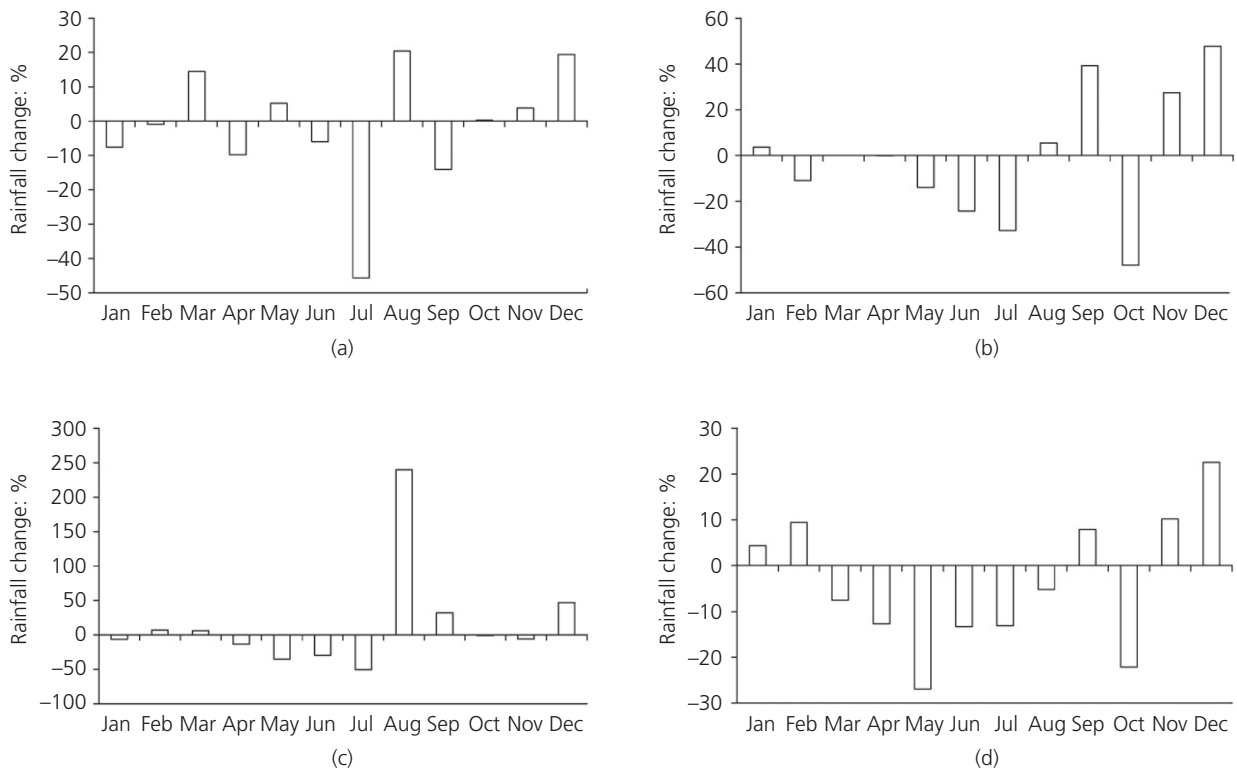 Rainfall change: %
30
20
10
0
–10
–20
–30
–40
–50
Jan Feb Mar Apr May Jun Jul Aug Sep Oct Nov Dec
(a)
Rainfall change: %
60
40
20
0
–20
–40
–60
Jan Feb Mar Apr May Jun Jul Aug Sep Oct Nov Dec
(b)
Rainfall change: %
300
250
200
150
100
50
0
–50
–100
Jan Feb Mar Apr May Jun Jul Aug Sep Oct Nov Dec
(c)
Rainfall change: %
30
20
10
0
–10
–20
–30
Jan Feb Mar Apr May Jun Jul Aug Sep Oct Nov Dec
(d)